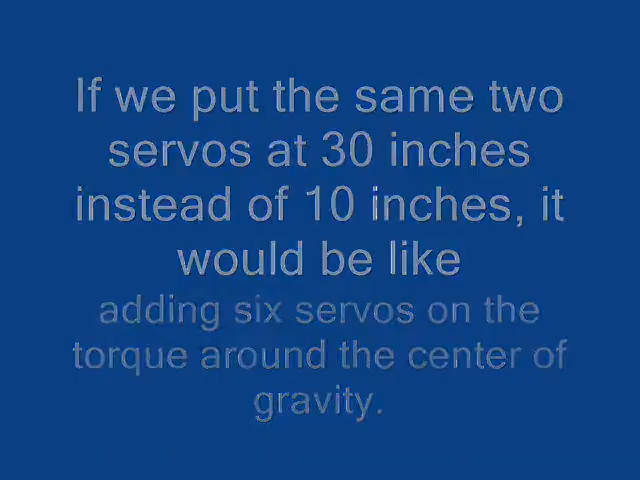 If we put the same two
servos at 30 inches
instead of 10 inches, it
would be like
adding six servos on the
torque around the center of
gravity.